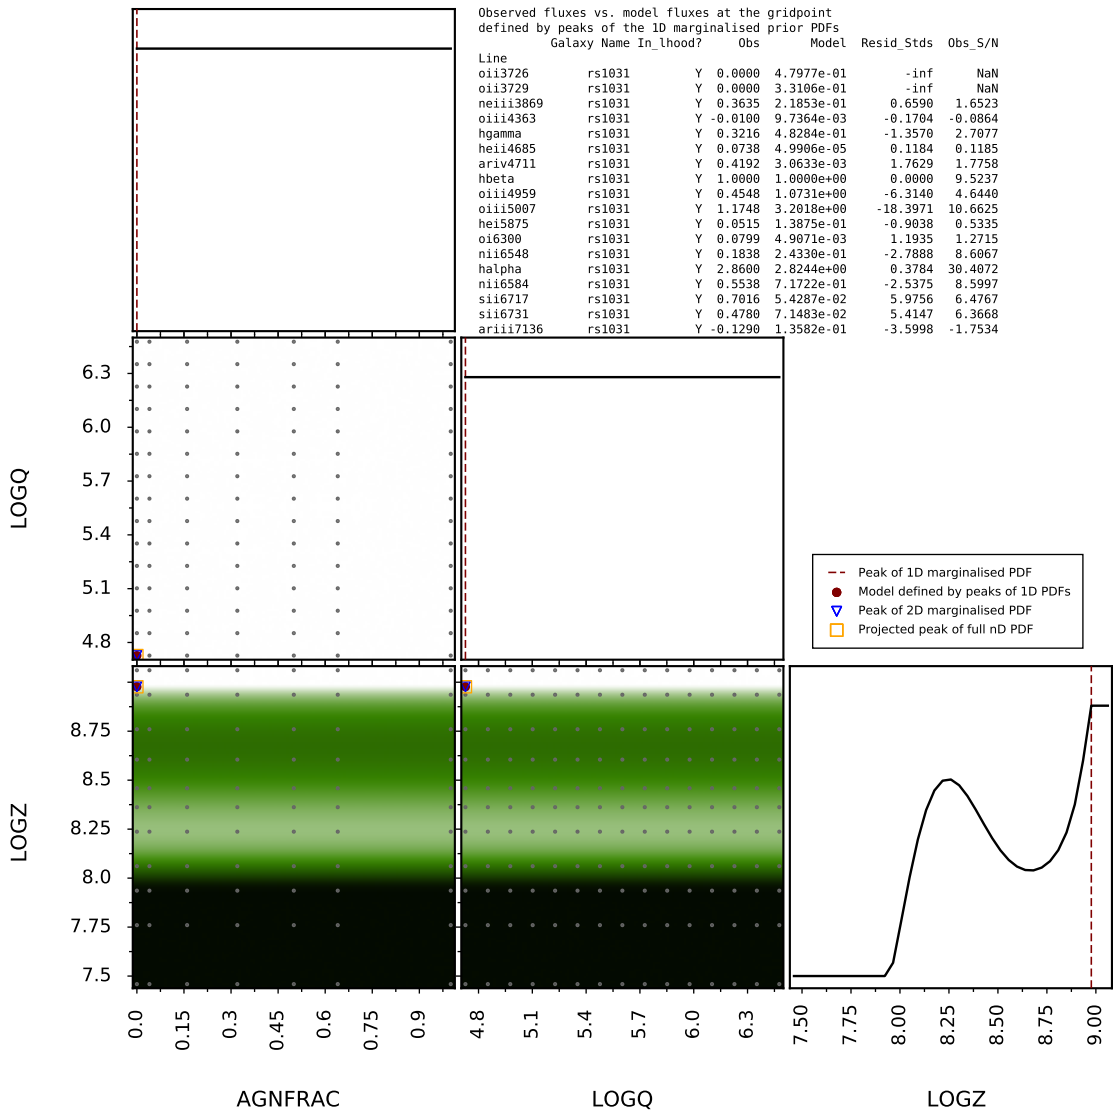 Observed fluxes vs. model fluxes at the gridpoint
defined by peaks of the 1D marginalised prior PDFs
Galaxy Name In_lhood? Obs Model Resid_Stds Obs_S/N
Line
oii3726 rs1031 Y 0.0000 4.7977e-01 -inf NaN
oii3729 rs1031 Y 0.0000 3.3106e-01 -inf NaN
neiii3869 rs1031 Y 0.3635 2.1853e-01 0.6590 1.6523
oiii4363 rs1031 Y -0.0100 9.7364e-03 -0.1704 -0.0864
hgamma rs1031 Y 0.3216 4.8284e-01 -1.3570 2.7077
heii4685 rs1031 Y 0.0738 4.9906e-05 0.1184 0.1185
ariv4711 rs1031 Y 0.4192 3.0633e-03 1.7629 1.7758
hbeta rs1031 Y 1.0000 1.0000e+00 0.0000 9.5237
oiii4959 rs1031 Y 0.4548 1.0731e+00 -6.3140 4.6440
oiii5007 rs1031 Y 1.1748 3.2018e+00 -18.3971 10.6625
hei5875 rs1031 Y 0.0515 1.3875e-01 -0.9038 0.5335
oi6300 rs1031 Y 0.0799 4.9071e-03 1.1935 1.2715
nii6548 rs1031 Y 0.1838 2.4330e-01 -2.7888 8.6067
halpha rs1031 Y 2.8600 2.8244e+00 0.3784 30.4072
nii6584 rs1031 Y 0.5538 7.1722e-01 -2.5375 8.5997
sii6717 rs1031 Y 0.7016 5.4287e-02 5.9756 6.4767
sii6731 rs1031 Y 0.4780 7.1483e-02 5.4147 6.3668
ariii7136 rs1031 Y -0.1290 1.3582e-01 -3.5998 -1.7534
LOGQ
6.3
6.0
5.7
5.4
5.1
4.8
Peak of 1D marginalised PDF
Model defined by peaks of 1D PDFs
Peak of 2D marginalised PDF
Projected peak of full nD PDF
LOGZ
8.75
8.5
8.25
8.0
7.75
7.5
0.0 0.15 0.3 0.45 0.6 0.75 0.9
4.8 5.1 5.4 5.7 6.0 6.3
7.50 7.75 8.00 8.25 8.50 8.75 9.00
AGNFRAC LOGQ LOGZ